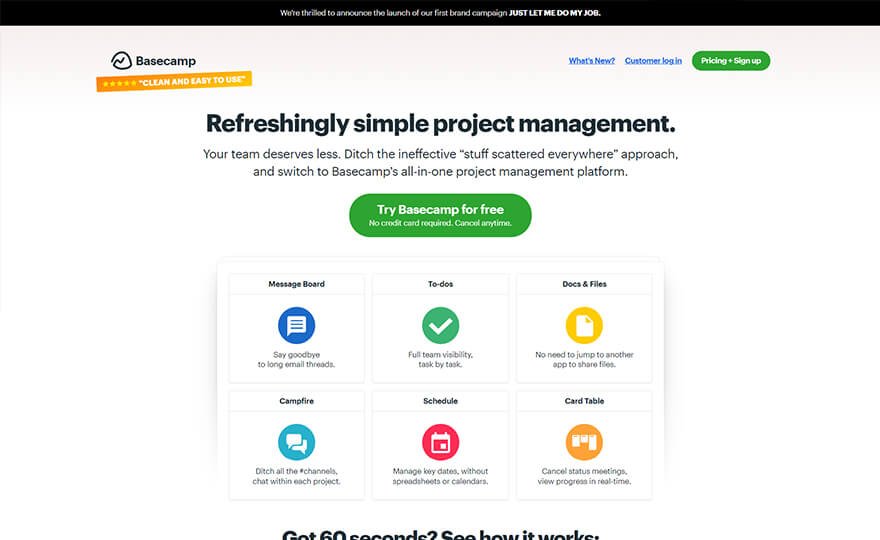 We're thrilled to announce the launch of our first brand campaign JUST LET ME DO MY JOB.
Basecamp
"CLEAN AND EASY TO USE"
What's New?
Customer log in
Pricing + Sign up
Refreshingly simple project management.
Your team deserves less. Ditch the ineffective “stuff scattered everywhere” approach,
and switch to Basecamp's all-in-one project management platform.
Try Basecamp for free
No credit card required. Cancel anytime.
Message Board
Say goodbye
to long email threads.
To-dos
Full team visibility,
task by task.
Docs & Files
No need to jump to another
app to share files.
Campfire
Ditch all the #channels,
chat within each project.
Schedule
Manage key dates, without
spreadsheets or calendars.
Card Table
Cancel status meetings,
view progress in real-time.
Got 60 seconds? See how it works: